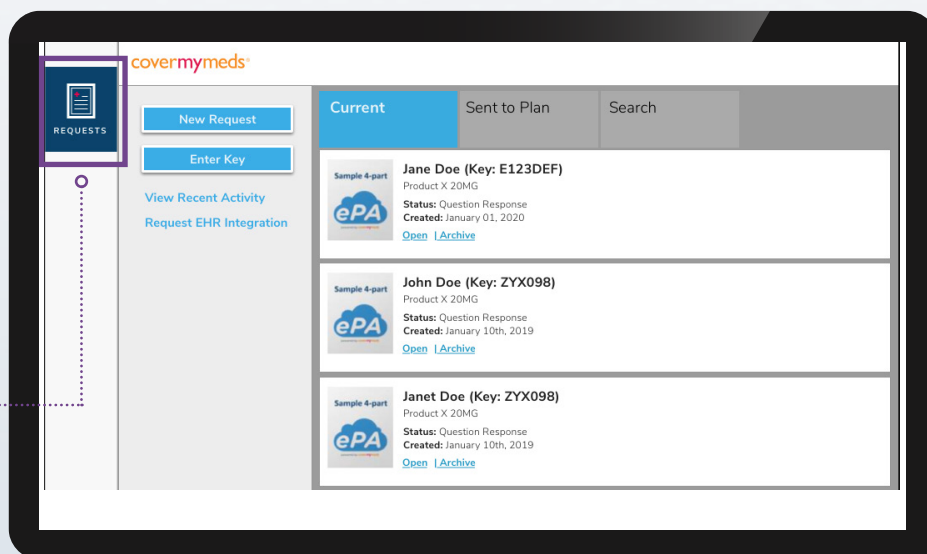 covermymeds
REQUESTS
New Request
Enter Key
View Recent Activity
Request EHR Integration
Current
Sent to Plan
Search
Sample 4-part
ePA
Jane Doe (Key: E123DEF)
Product X 20MG
Status: Question Response
Created: January 01, 2020
Open | Archive
Sample 4-part
ePA
John Doe (Key: ZYX098)
Product X 20MG
Status: Question Response
Created: January 10th, 2019
Open | Archive
Sample 4-part
ePA
Janet Doe (Key: ZYX098)
Product X 20MG
Status: Question Response
Created: January 10th, 2019
Open | Archive